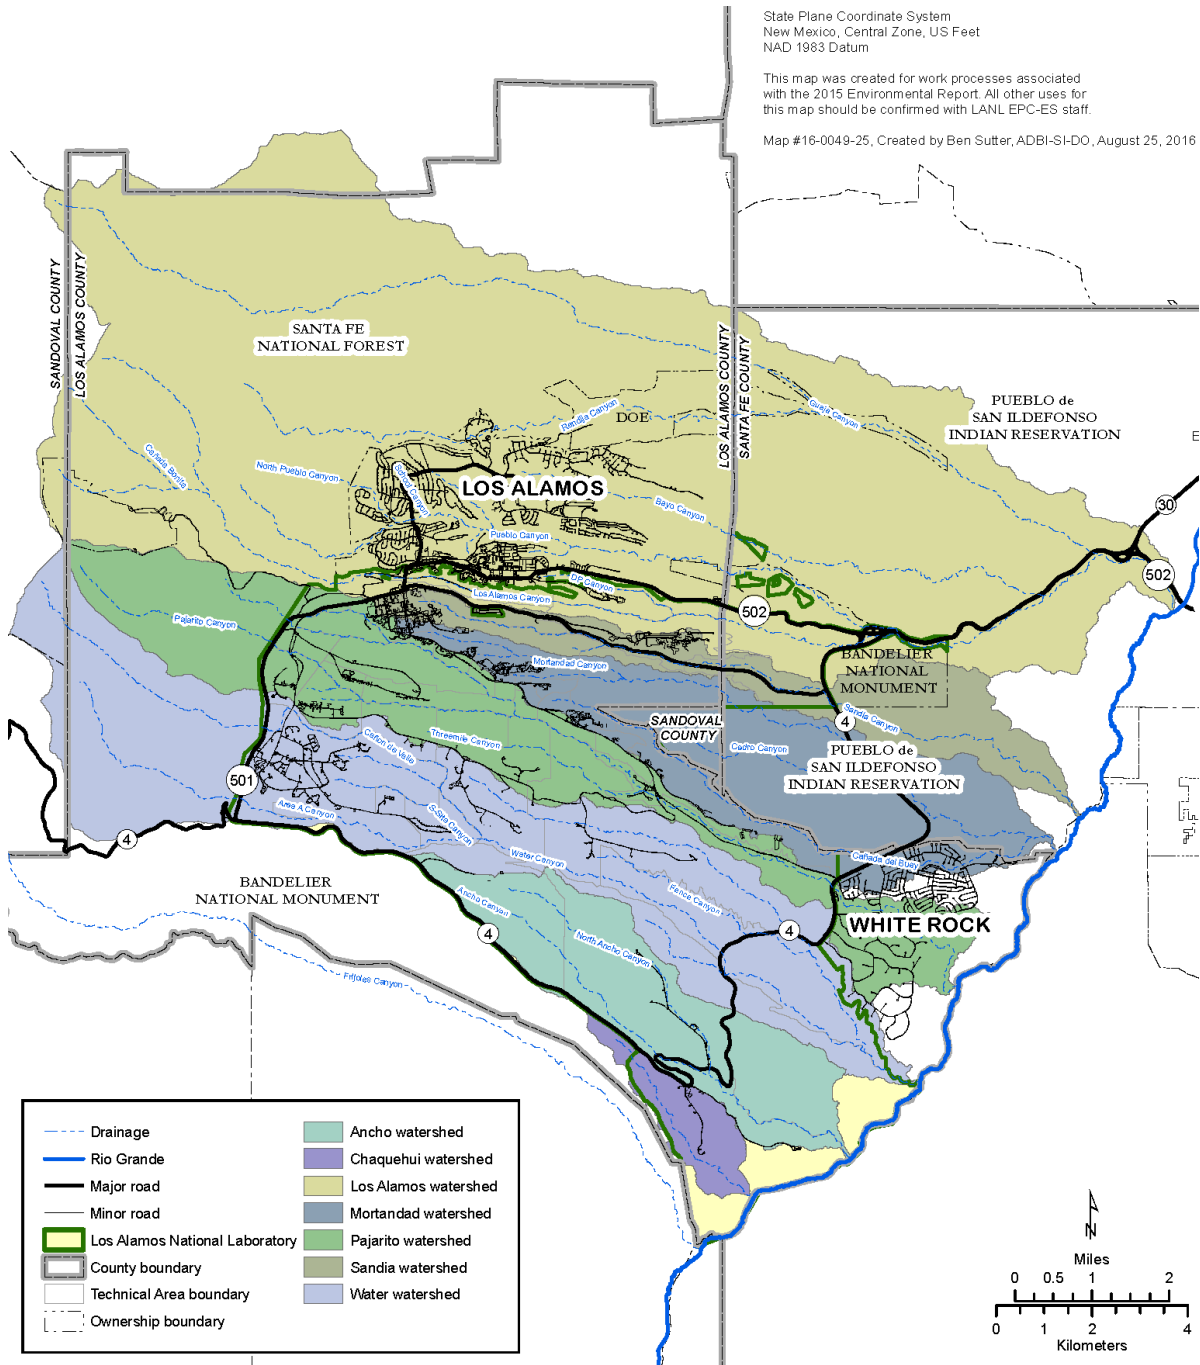 State Plane Coordinate System
New Mexico, Central Zone, US Feet
NAD 1983 Datum
This map was created for work processes associated
with the 2015 Environmental Report. All other uses for
this map should be confirmed with LANL EPC-ES staff.
Map #16-0049-25, Created by Ben Sutter, ADBI-SI-DO, August 25, 2016
SANDOVAL COUNTY
LOS ALAMOS COUNTY
SANTA FE
NATIONAL FOREST
LOS ALAMOS COUNTY
SANTA FE COUNTY
PUEBLO de
SAN ILDEFONSO
INDIAN RESERVATION
E
DOE
Rendija Canyon
Guaje Canyon
Cañada Bonita
North Pueblo Canyon
School Canyon
LOS ALAMOS
Bayo Canyon
30
Pueblo Canyon
502
DP Canyon
Los Alamos Canyon
502
Pajarito Canyon
Mortandad Canyon
BANDELIER
NATIONAL
MONUMENT
Sandia Canyon
4
SANDOVAL
COUNTY
Threemile Canyon
Cañon de Valle
Cedro Canyon
PUEBLO de
SAN ILDEFONSO
INDIAN RESERVATION
501
Area A Canyon
S-Site Canyon
4
Water Canyon
Cañada del Buey
BANDELIER
NATIONAL MONUMENT
Ancho Canyon
Fence Canyon
WHITE ROCK
4
4
North Ancho Canyon
Frijoles Canyon
Drainage
Rio Grande
Major road
Minor road
Los Alamos National Laboratory
County boundary
Technical Area boundary
Ownership boundary
Ancho watershed
Chaquehui watershed
Los Alamos watershed
Mortandad watershed
Pajarito watershed
Sandia watershed
Water watershed
N
Miles
0 0.5 1 2
0 1 2 4
Kilometers